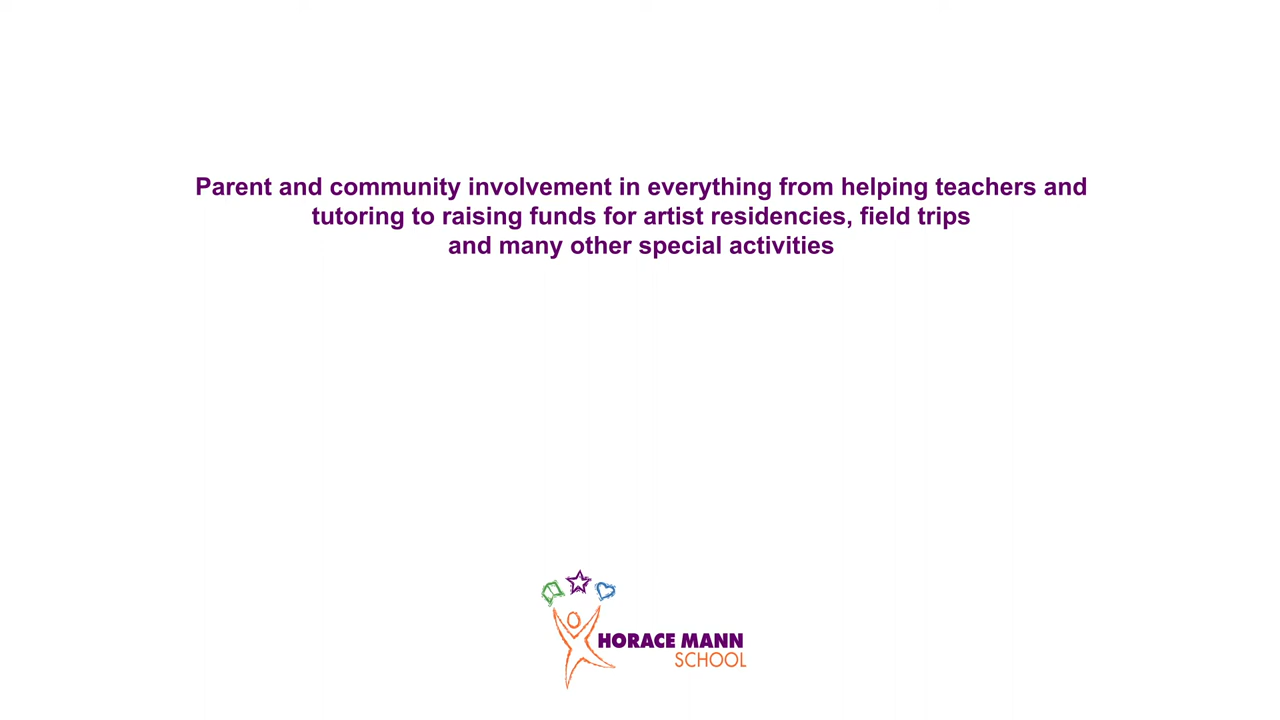 Parent and community involvement in everything from helping teachers and
tutoring to raising funds for artist residencies, field trips
and many other special activities
HORACE MANN
SCHOOL